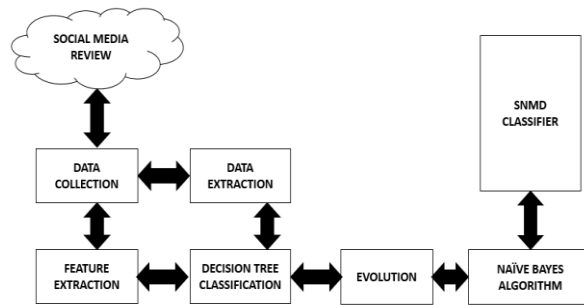 SOCIAL MEDIA
REVIEW
SNMD
CLASSIFIER
DATA
COLLECTION
DATA
EXTRACTION
FEATURE
EXTRACTION
DECISION TREE
CLASSIFICATION
EVOLUTION
NAÏVE BAYES
ALGORITHM